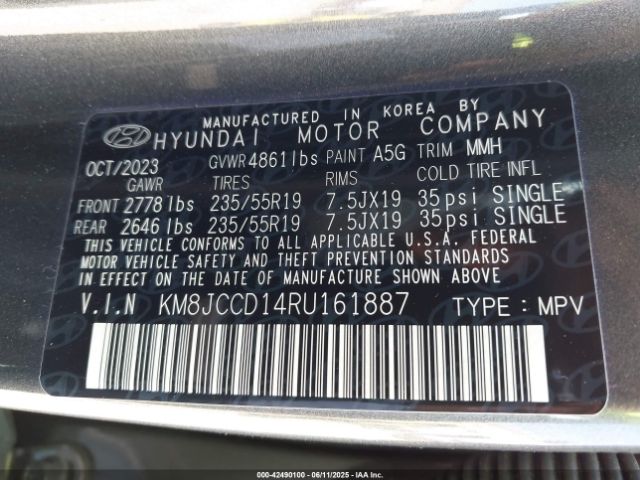 MANUFACTURED IN KOREA BY
HYUNDAI MOTOR COMPANY
OCT/2023 GVWR 4861lbs PAINT A5G TRIM MMH
GAWR TIRES RIMS COLD TIRE INFL
FRONT 2778lbs 235/55R19 7.5JX19 35psi SINGLE
REAR 2646lbs 235/55R19 7.5JX19 35psi SINGLE
THIS VEHICLE CONFORMS TO ALL APPLICABLE U.S.A. FEDERAL
MOTOR VEHICLE SAFETY AND THEFT PREVENTION STANDARDS
IN EFFECT ON THE DATE OF MANUFACTURE SHOWN ABOVE.
V.I.N KM8JCCD14RU161887 TYPE : MPV
000-42490100 - 06/11/2025 - IAAI.com